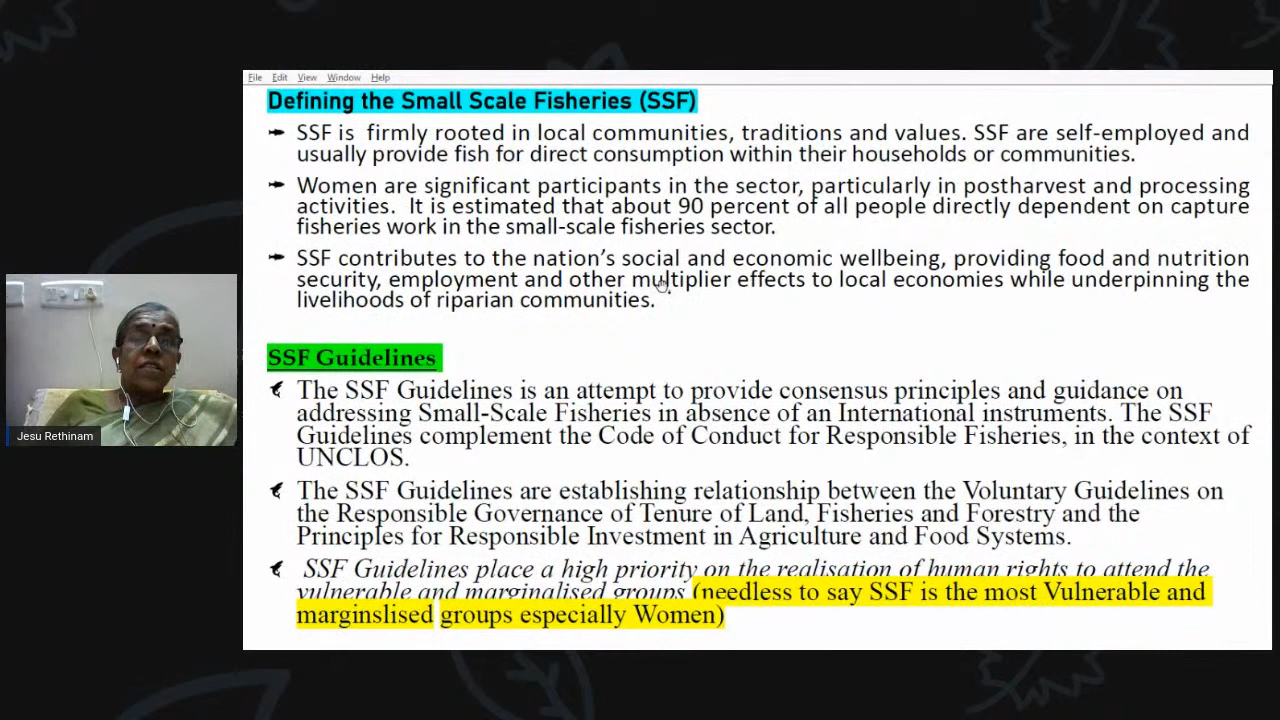 File Edit View Window Help
Defining the Small Scale Fisheries (SSF)
SSF is firmly rooted in local communities, traditions and values. SSF are self-employed and
usually provide fish for direct consumption within their households or communities.
Women are significant participants in the sector, particularly in postharvest and processing
activities. It is estimated that about 90 percent of all people directly dependent on capture
fisheries work in the small-scale fisheries sector.
SSF contributes to the nation's social and economic wellbeing, providing food and nutrition
security, employment and other multiplier effects to local economies while underpinning the
livelihoods of riparian communities.
SSF Guidelines
The SSF Guidelines is an attempt to provide consensus principles and guidance on
addressing Small-Scale Fisheries in absence of an International instruments. The SSF
Guidelines complement the Code of Conduct for Responsible Fisheries, in the context of
UNCLOS.
The SSF Guidelines are establishing relationship between the Voluntary Guidelines on
the Responsible Governance of Tenure of Land, Fisheries and Forestry and the
Principles for Responsible Investment in Agriculture and Food Systems.
SSF Guidelines place a high priority on the realisation of human rights to attend the
vulnerable and marginalised groups (needless to say SSF is the most Vulnerable and
marginslised groups especially Women)
Jesu Rethinam